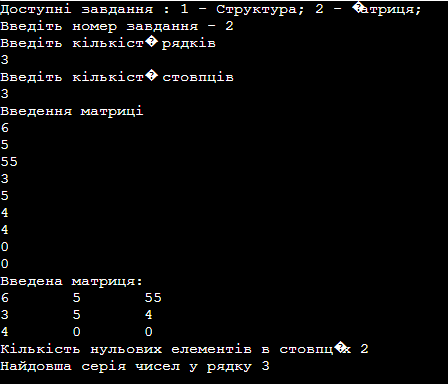 Доступні завдання : 1 - Структура; 2 - �атриця;
Введіть номер завдання - 2
Введіть кількіст� рядків
3
Введіть кількіст� стовпців
3
Введення матриці
6
5
55
3
5
4
4
0
0
Введена матриця:
6 5 55
3 5 4
4 0 0
Кількість нульових елементів в стовпц�х 2
Найдовша серія чисел у рядку 3